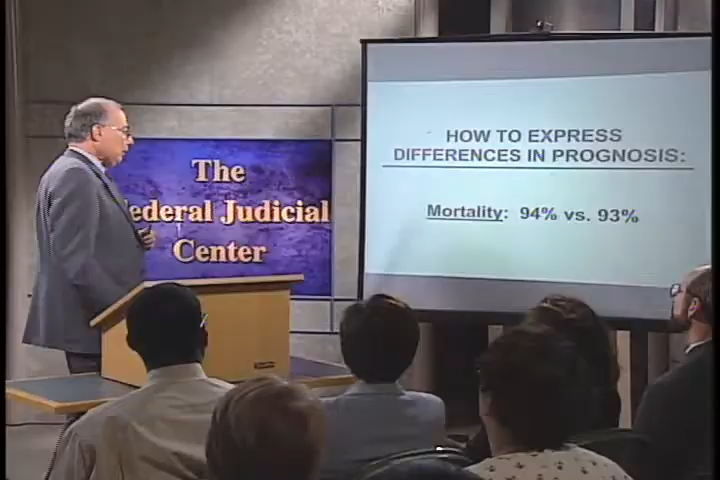 The
ederal Judicial
Center
HOW TO EXPRESS
DIFFERENCES IN PROGNOSIS:
Mortality: 94% vs. 93%